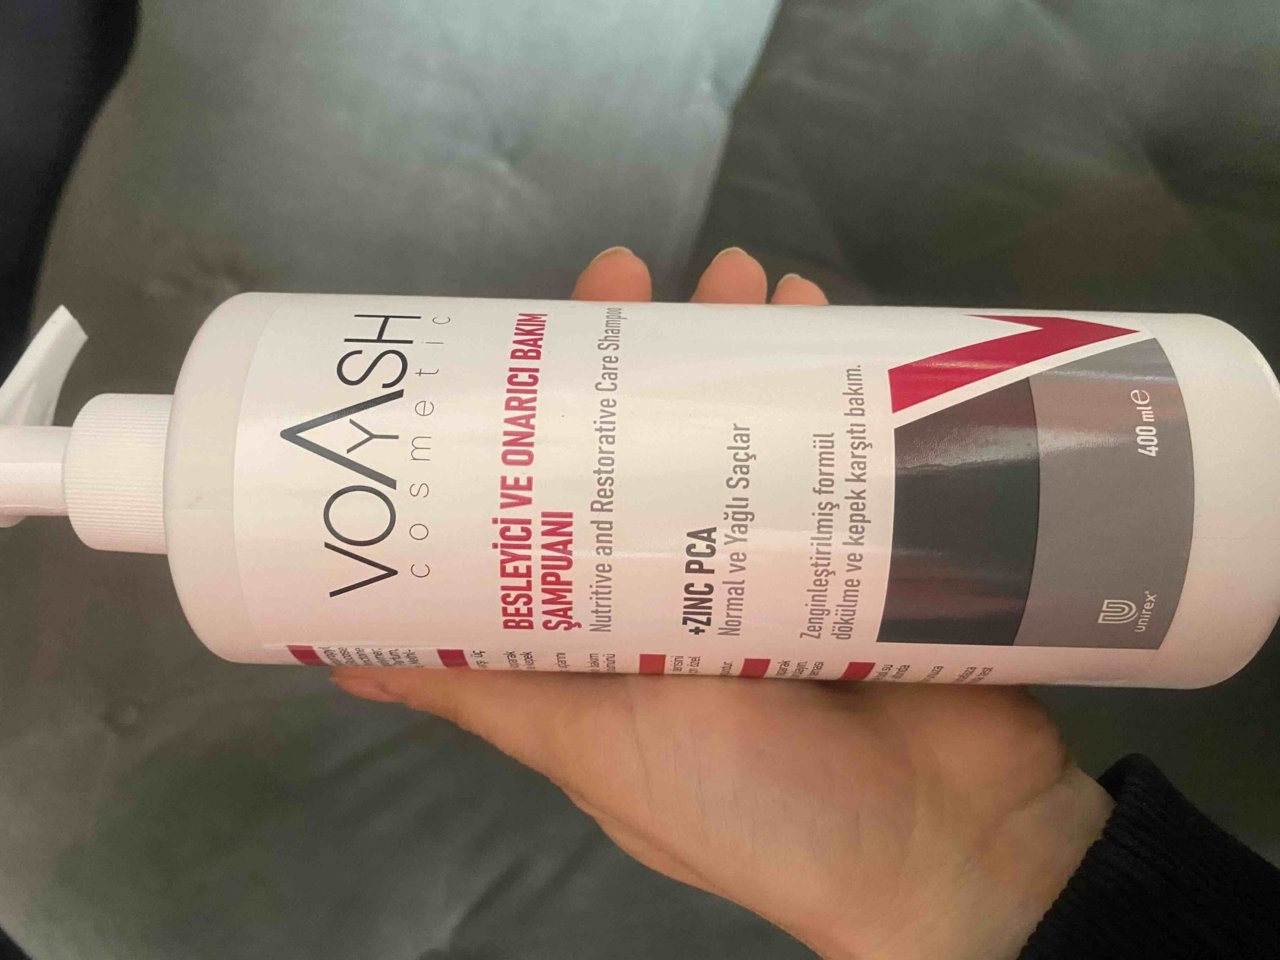 VOYASH
cosmetic
BESLEYİCİ VE ONARICI BAKIM
ŞAMPUANI
Nutritive and Restorative Care Shampoo
+ZINC PCA
Normal ve Yağlı Saçlar
Zenginleştirilmiş formül
dökülme ve kepek karşıtı bakım.
400 ml e
unirex